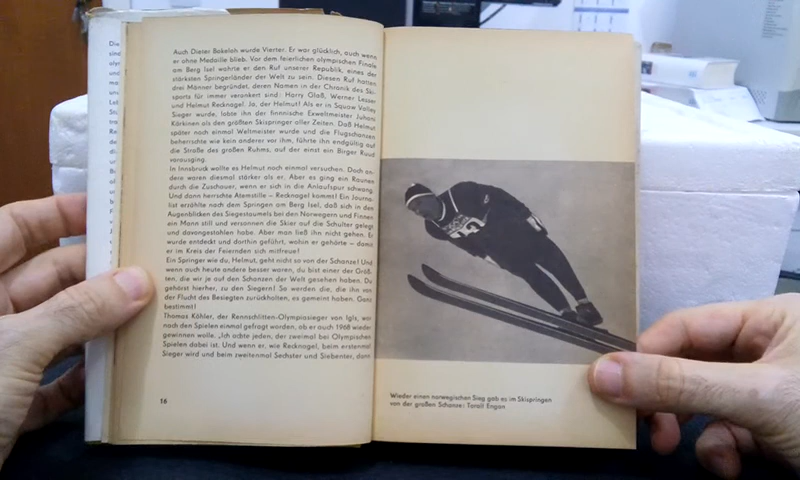 Auch Dieter Bokeloh wurde Vierter. Er war glücklich, auch wenn
er ohne Medaille blieb. Vor dem feierlichen olympischen Finale
am Berg Isel wahrte er den Ruf unserer Republik, eines der
stärksten Springerländer der Welt zu sein. Diesen Ruf hatten
drei Männer begründet, deren Namen in der Chronik des Ski-
sports für immer verankert sind: Harry Glaß, Werner Lesser
und Helmut Recknagel. Ja, der Helmut! Als er in Squaw Valley
Sieger wurde, lobte ihn der finnische Exweltmeister Juhani
Kärkinen als den größten Skispringer aller Zeiten. Daß Helmut
später noch einmal Weltmeister wurde und die Flugschanzen
beherrschte wie kein anderer vor ihm, führte ihn endgültig auf
die Straße des großen Ruhms, auf der einst ein Birger Ruud
vorausging.
In Innsbruck wollte es Helmut noch einmal versuchen. Doch an-
dere waren diesmal stärker als er. Aber es ging ein Raunen
durch die Zuschauer, wenn er sich in die Anlaufspur schwang.
Und dann herrschte Atemstille – Recknagel kommt! Ein Journa-
list erzählte nach dem Springen am Berg Isel, daß sich in den
Augenblicken des Siegestaumels bei den Norwegern und Finnen
ein Mann still und versonnen die Skier auf die Schulter gelegt
und davongestohlen habe. Aber man ließ ihn nicht gehen. Er
wurde entdeckt und dorthin geführt, wohin er gehörte – damit
er im Kreis der Feiernden sich mitfreue!
Ein Springer wie du, Helmut, geht nicht so von der Schanze! Und
wenn auch heute andere besser waren, du bist einer der Größ-
ten, die wir je auf den Schanzen der Welt gesehen haben. Du
gehörst hierher, zu den Siegern! So werden die, die ihn von
der Flucht des Besiegten zurückholten, es gemeint haben. Ganz
bestimmt!
Thomas Köhler, der Rennschlitten-Olympiasieger von Igls, war
nach den Spielen einmal gefragt worden, ob er auch 1968 wieder
gewinnen wolle. „Ich achte jeden, der zweimal bei Olympischen
Spielen dabei ist. Und wenn er, wie Recknagel, beim erstenmal
Sieger wird und beim zweitenmal Sechster und Siebenter, dann
16
Wieder einen norwegischen Sieg gab es im Skispringen
von der großen Schanze: Toralf Engan